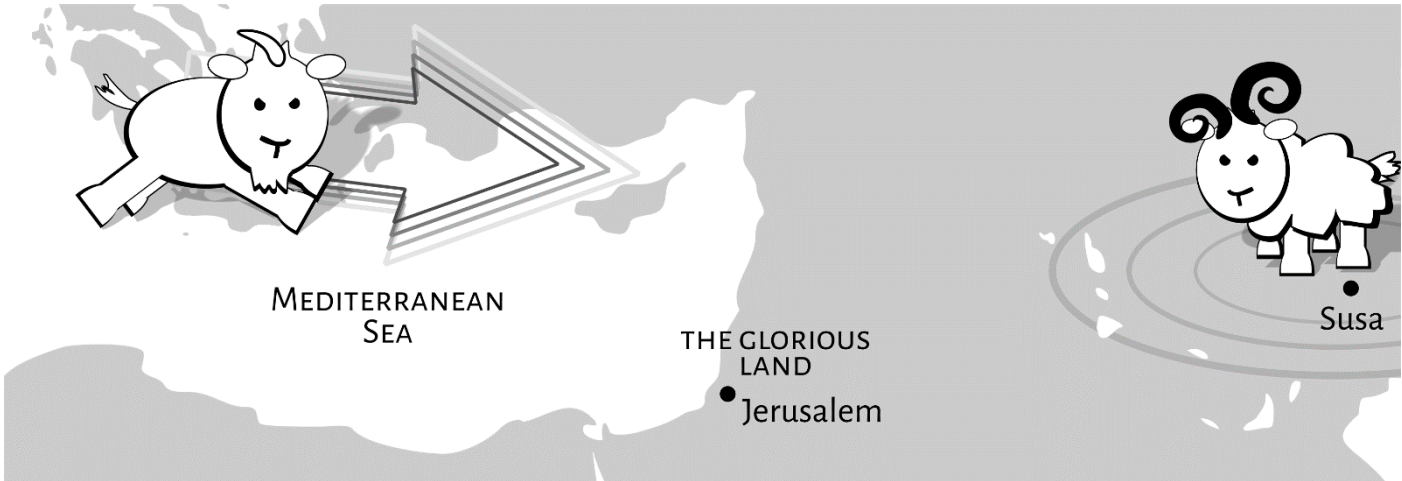 Mediterranean
Sea
the glorious
land
Jerusalem
Susa